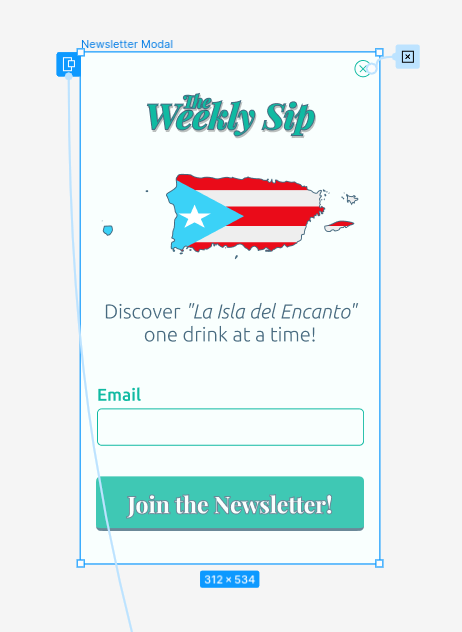 Newsletter Modal
The
Weekly Sip
Discover "La Isla del Encanto"
one drink at a time!
Email
Join the Newsletter!
312 × 534